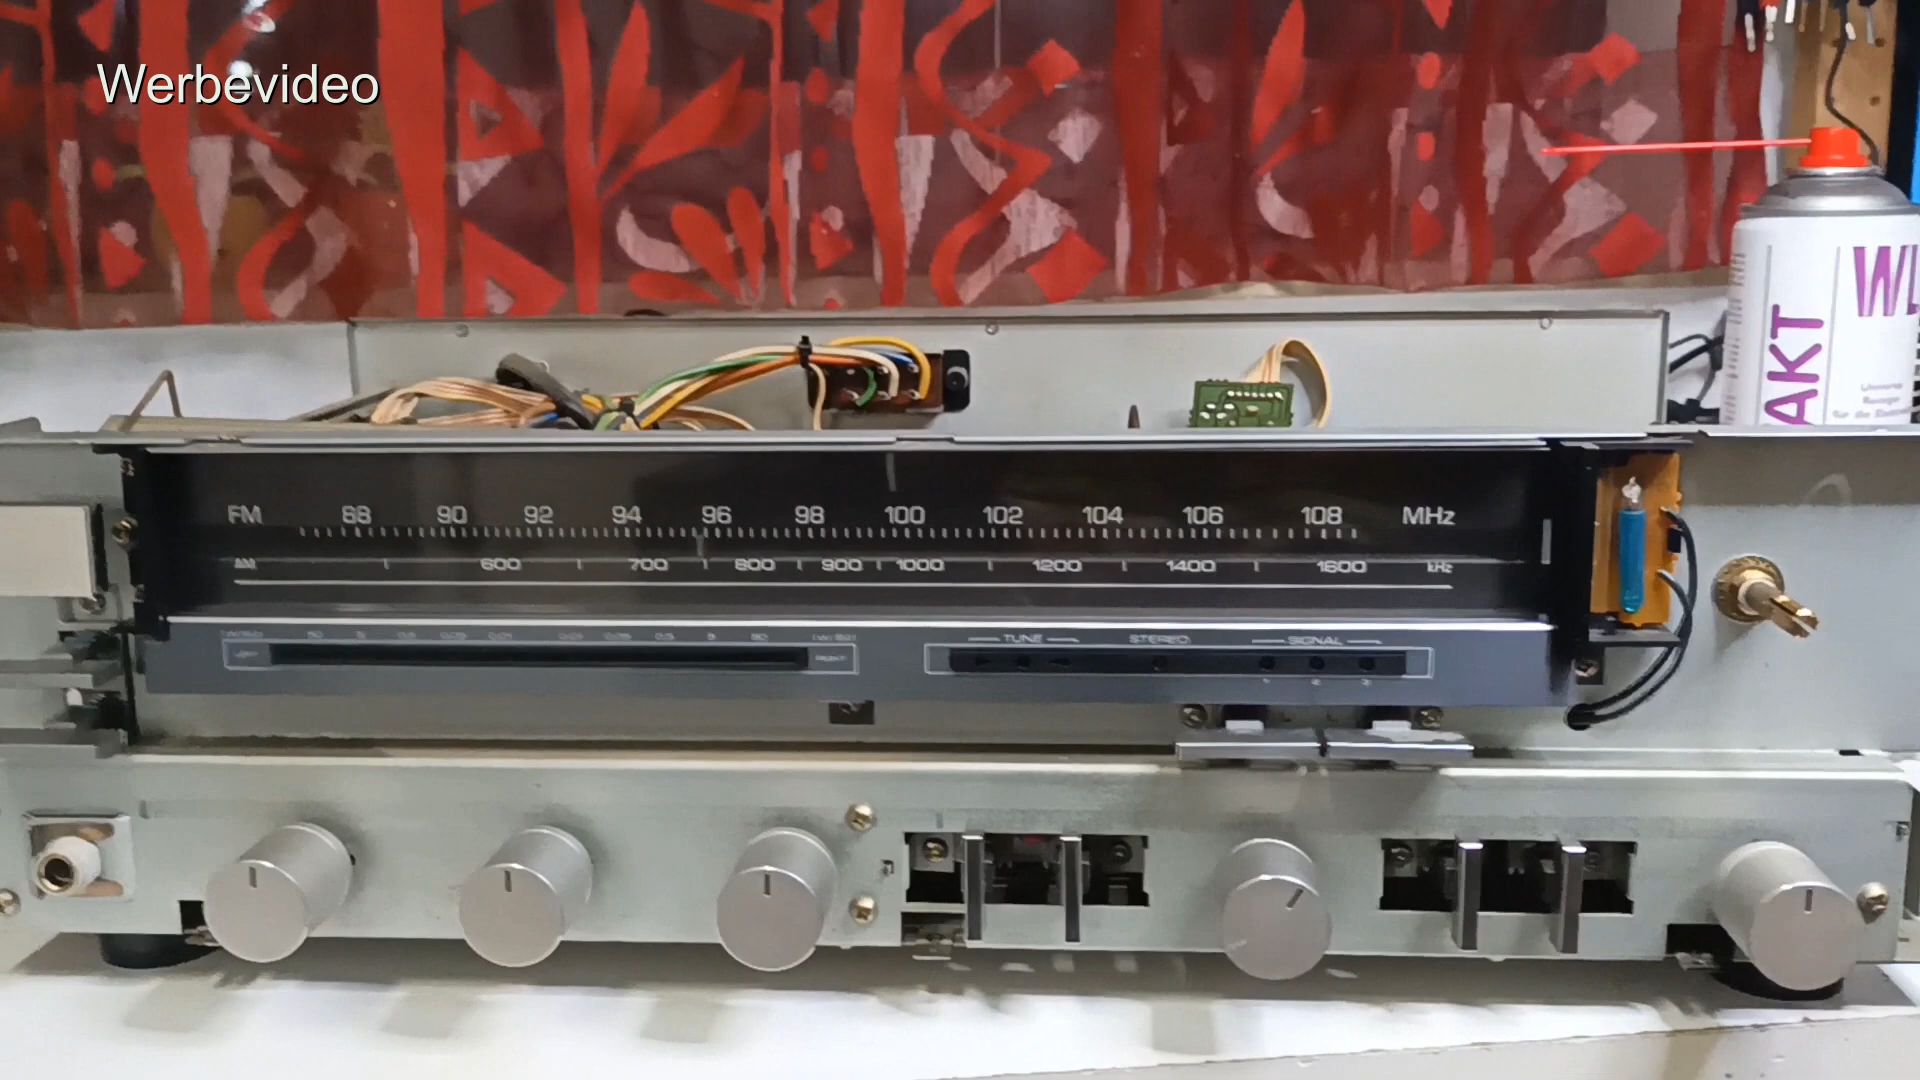 Werbevideo
WL
AKT
FM 88 90 92 94 96 98 100 102 104 106 108 MHz
600 700 800 900 1000 1200 1400 1600 kHz
TUNE STEREO SIGNAL